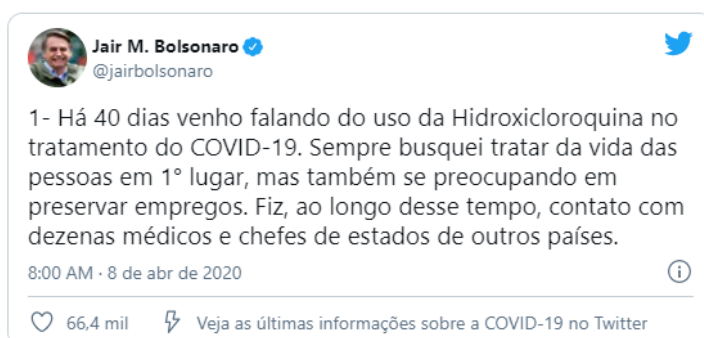 Jair M. Bolsonaro
@jairbolsonaro
1- Há 40 dias venho falando do uso da Hidroxicloroquina no
tratamento do COVID-19. Sempre busquei tratar da vida das
pessoas em 1° lugar, mas também se preocupando em
preservar empregos. Fiz, ao longo desse tempo, contato com
dezenas médicos e chefes de estados de outros países.
8:00 AM · 8 de abr de 2020
66,4 mil Veja as últimas informações sobre a COVID-19 no Twitter